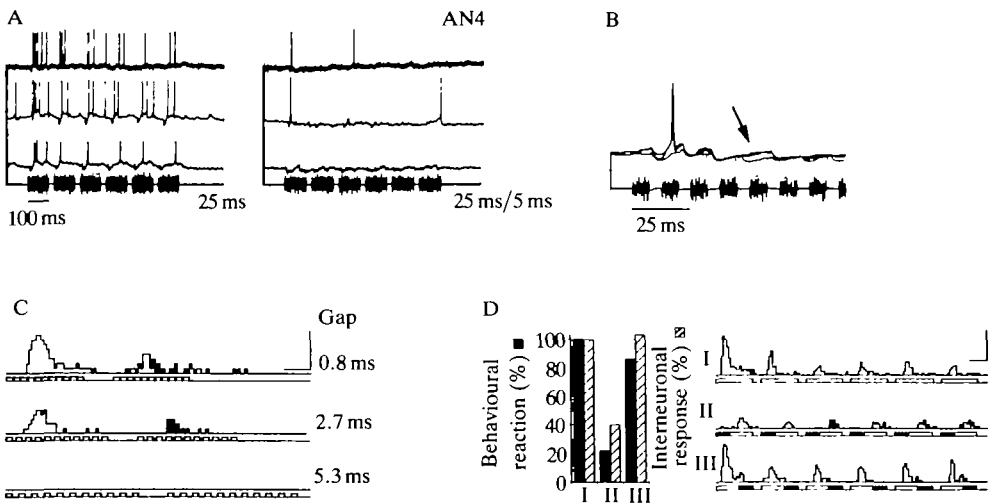 A
AN4
25 ms
100 ms
25 ms/5 ms
B
25 ms
C
Gap
0.8 ms
2.7 ms
5.3 ms
D
Behavioural
reaction (%)
100
80
60
40
20
0
I II III
Interneuronal
response (%)
I
II
III